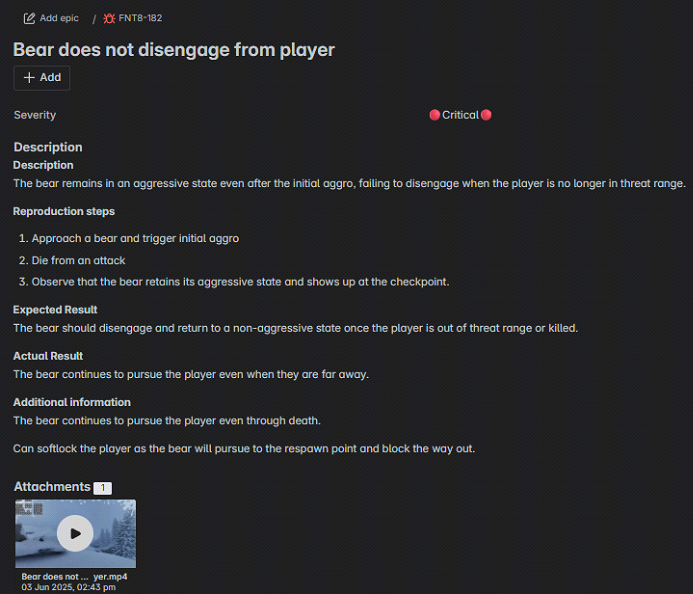 Add epic / FNT8-182
Bear does not disengage from player
+ Add
Severity Critical
Description
Description
The bear remains in an aggressive state even after the initial aggro, failing to disengage when the player is no longer in threat range.
Reproduction steps
1. Approach a bear and trigger initial aggro
2. Die from an attack
3. Observe that the bear retains its aggressive state and shows up at the checkpoint.
Expected Result
The bear should disengage and return to a non-aggressive state once the player is out of threat range or killed.
Actual Result
The bear continues to pursue the player even when they are far away.
Additional information
The bear continues to pursue the player even through death.
Can softlock the player as the bear will pursue to the respawn point and block the way out.
Attachments 1
Bear does not ... yer.mp4
03 Jun 2025, 02:43 pm